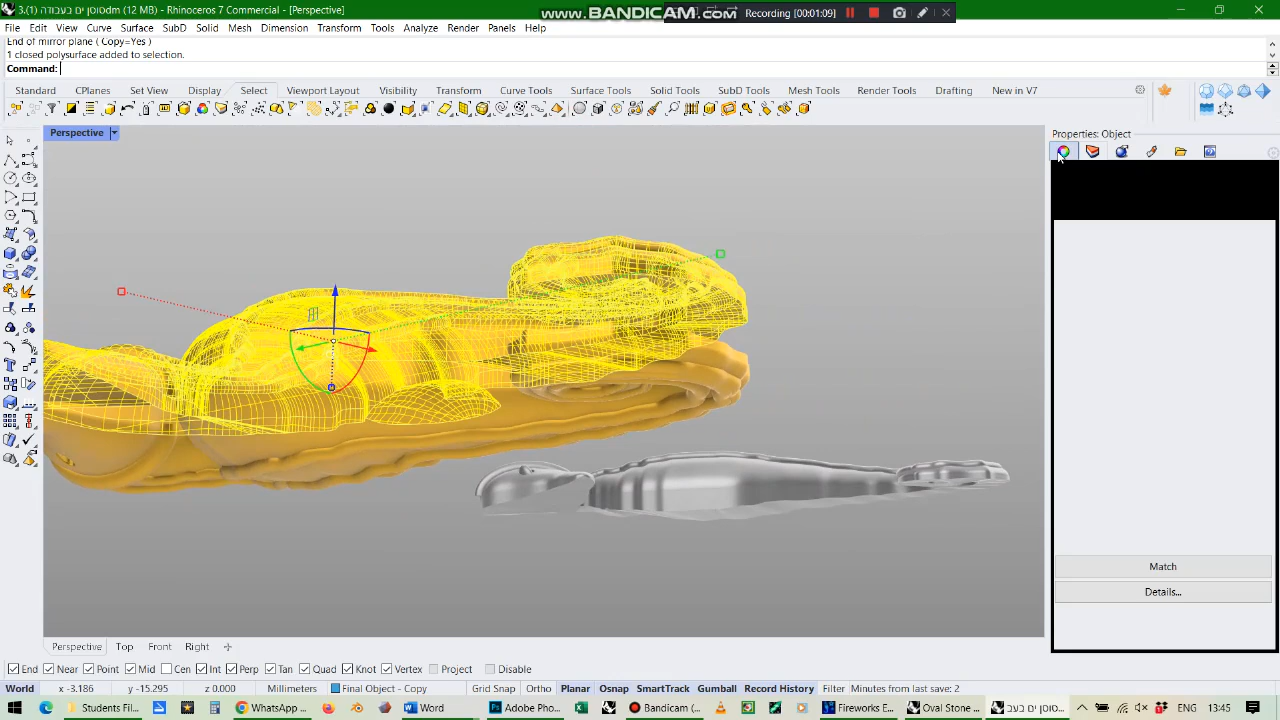 3.(1) מסוסן ים בעבודה (12 MB) - Rhinoceros 7 Commercial - [Perspective]
www.BANDICAM.com
Recording [00:01:09]
File Edit View Curve Surface SubD Solid Mesh Dimension Transform Tools Analyze Render Panels Help
End of mirror plane ( Copy=Yes )
1 closed polysurface added to selection.
Command:
Standard CPlanes Set View Display Select Viewport Layout Visibility Transform Curve Tools Surface Tools Solid Tools SubD Tools Mesh Tools Render Tools Drafting New in V7
Perspective
Properties: Object
Match
Details...
Perspective Top Front Right
End Near Point Mid Cen Int Perp Tan Quad Knot Vertex Project Disable
World x -3.186 y -15.295 z 0.000 Millimeters Final Object - Copy Grid Snap Ortho Planar Osnap SmartTrack Gumball Record History Filter Minutes from last save: 2
Students Fil... WhatsApp ... Word Adobe Pho... Bandicam (... Fireworks E... Oval Stone ... 13:45